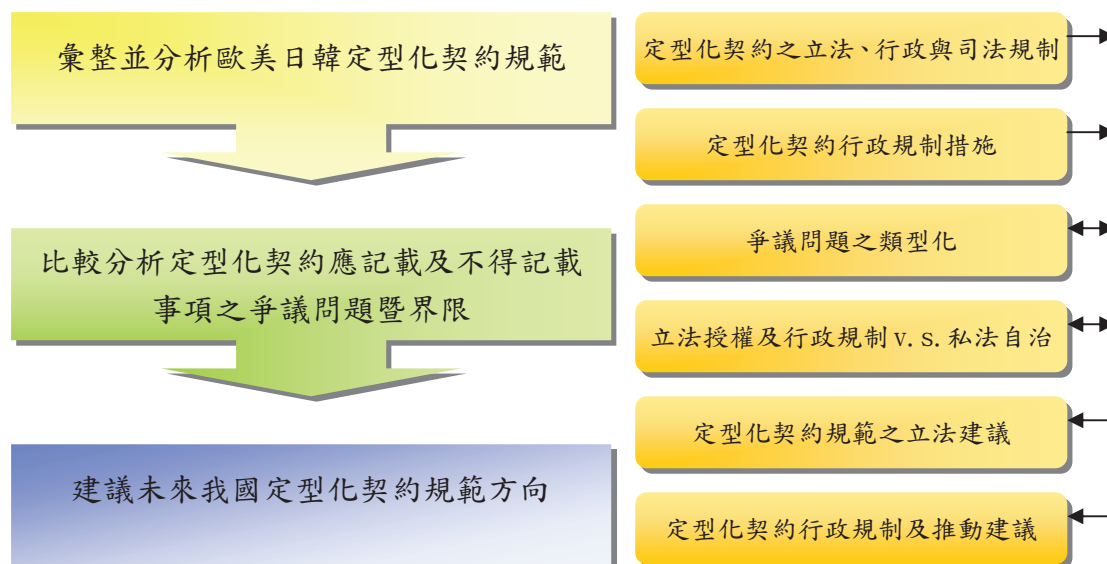 彙整並分析歐美日韓定型化契約規範
定型化契約之立法、行政與司法規制
定型化契約行政規制措施
比較分析定型化契約應記載及不得記載
事項之爭議問題暨界限
爭議問題之類型化
立法授權及行政規制 v. s. 私法自治
建議未來我國定型化契約規範方向
定型化契約規範之立法建議
定型化契約行政規制及推動建議